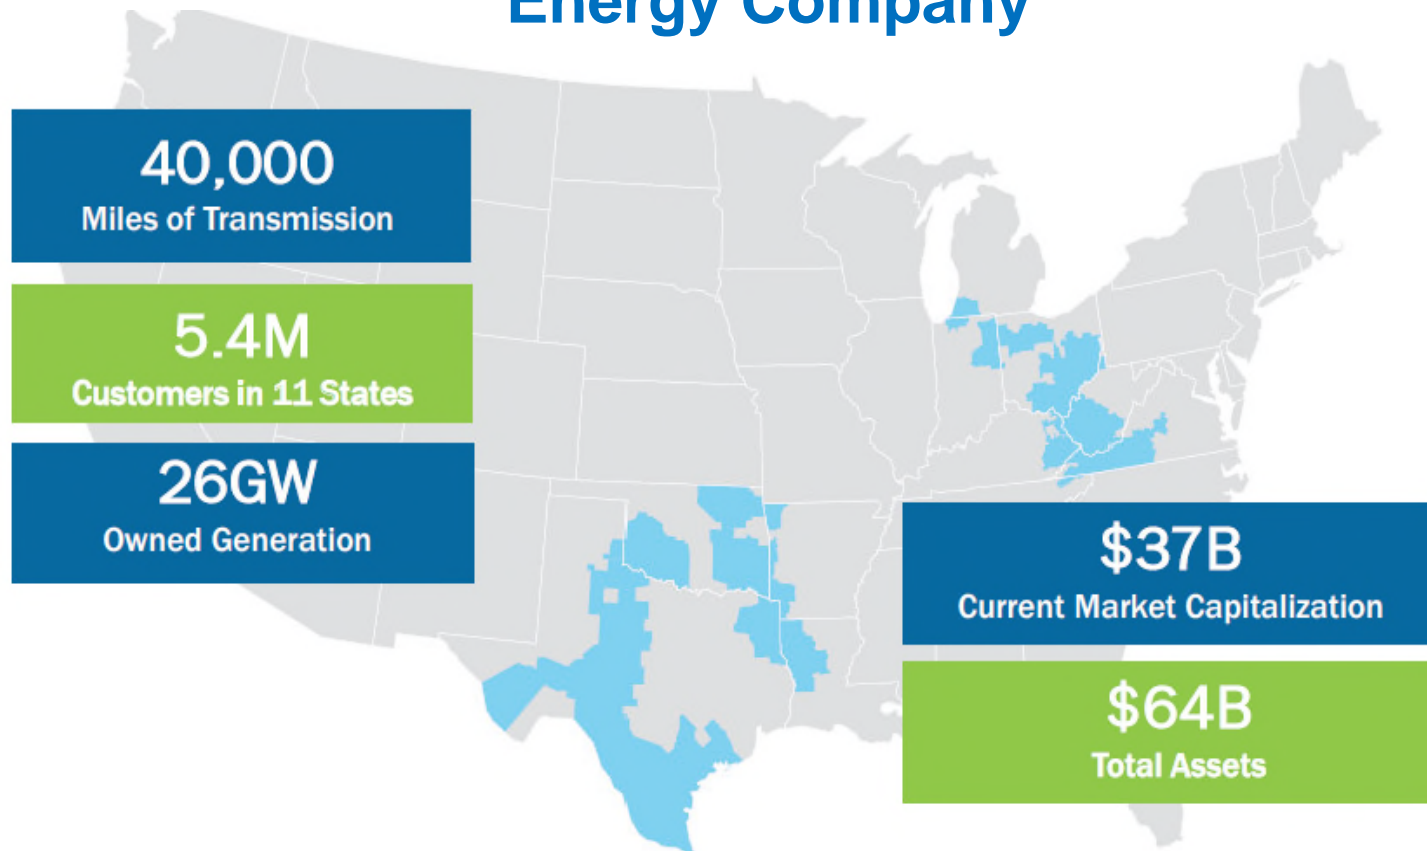 Energy Company
40,000
Miles of Transmission
5.4M
Customers in 11 States
26GW
Owned Generation
$37B
Current Market Capitalization
$64B
Total Assets